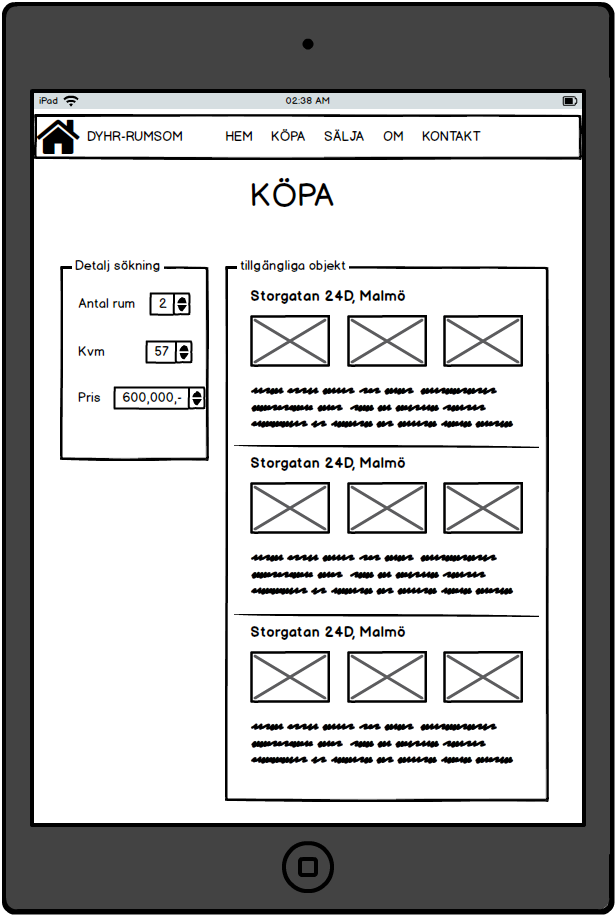 iPad 02:38 AM
DYHR-RUMSOM HEM KÖPA SÄLJA OM KONTAKT
KÖPA
Detalj sökning
Antal rum 2
Kvm 57
Pris 600,000,-
tillgängliga objekt
Storgatan 24D, Malmö
Storgatan 24D, Malmö
Storgatan 24D, Malmö